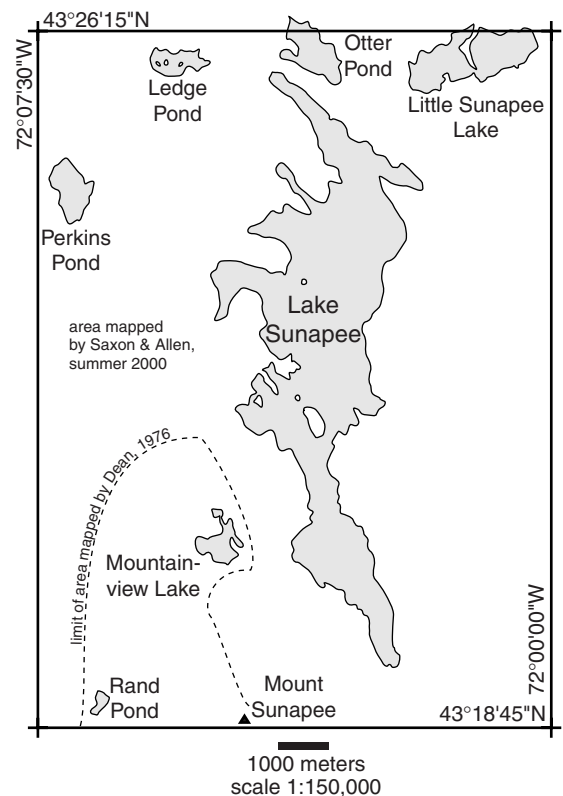 43°26'15"N
72°07'30"W
Otter
Pond
Ledge
Pond
Little Sunapee
Lake
Perkins
Pond
Lake
Sunapee
area mapped
by Saxon & Allen,
summer 2000
limit of area mapped by Dean, 1976
Mountain-
view Lake
72°00'00"W
Rand
Pond
Mount
Sunapee
43°18'45"N
1000 meters
scale 1:150,000